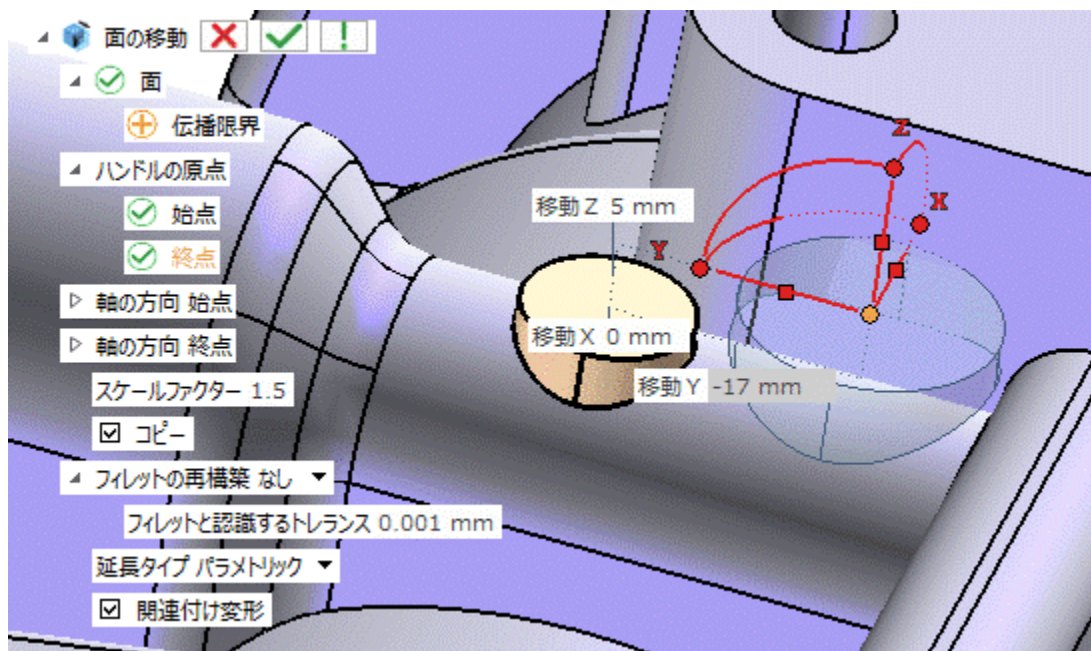 面の移動
面
伝播限界
ハンドルの原点
始点
終点
軸の方向 始点
軸の方向 終点
スケールファクター 1.5
コピー
フィレットの再構築 なし
フィレットと認識するトレランス 0.001 mm
延長タイプ パラメトリック
関連付け変形
Z
X
Y
移動 Z 5 mm
移動 X 0 mm
移動 Y -17 mm